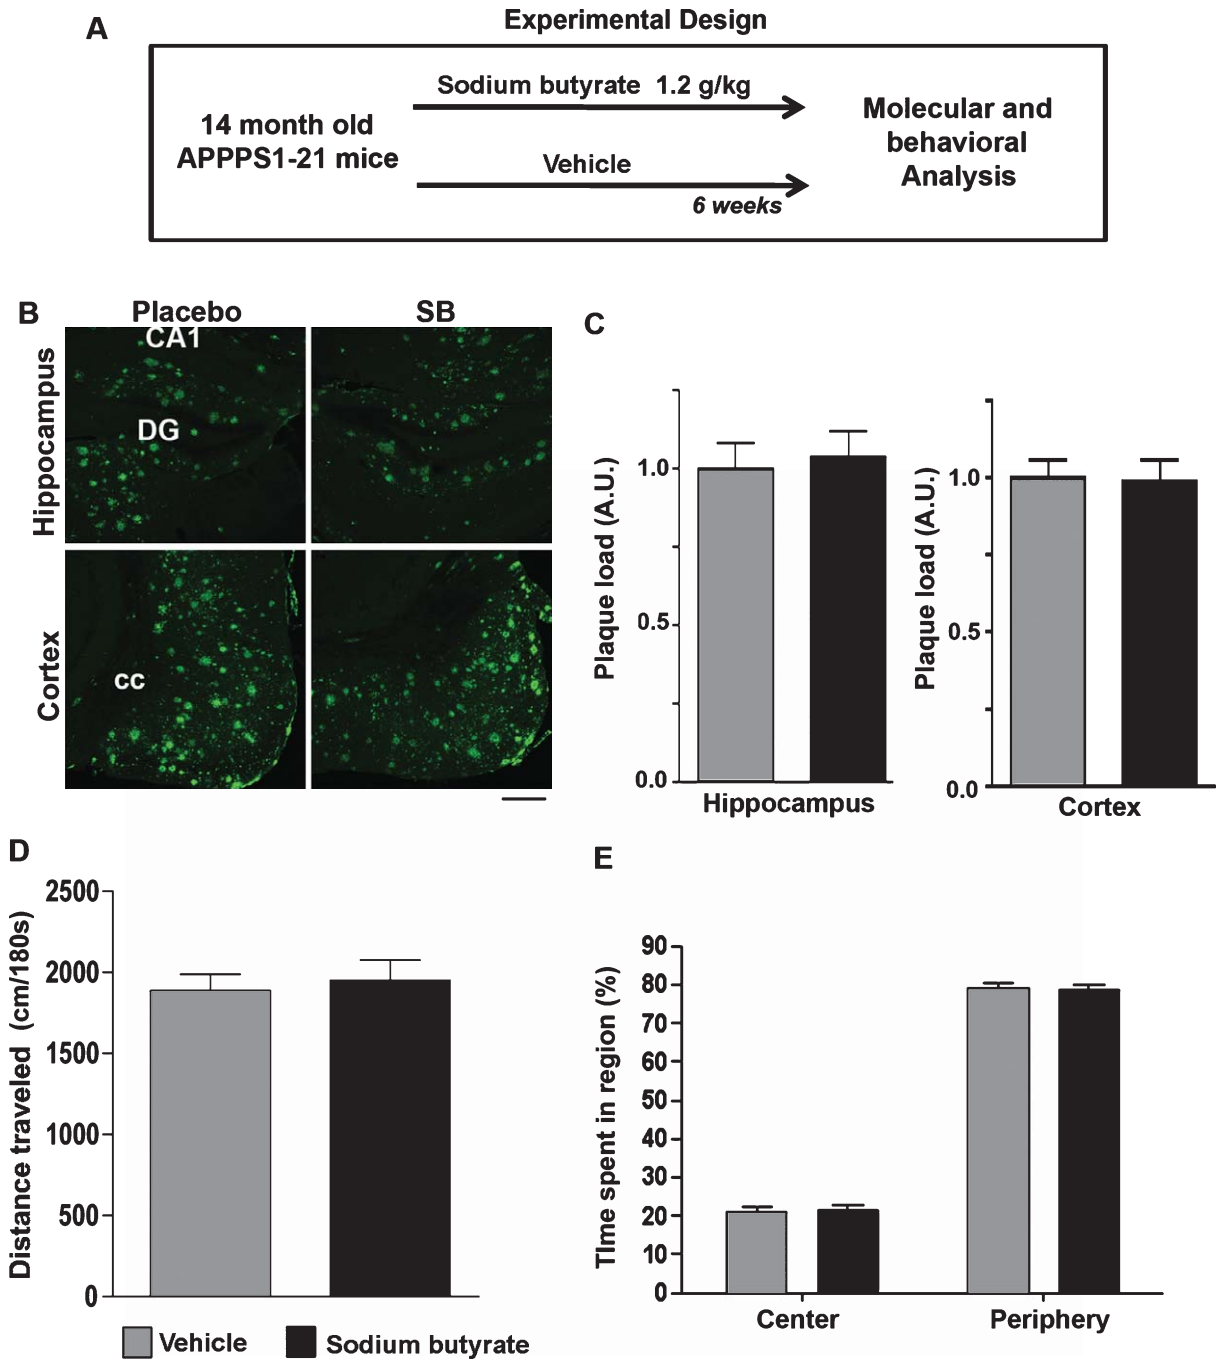 A
Experimental Design
14 month old
APPPS1-21 mice
Sodium butyrate 1.2 g/kg
Vehicle
6 weeks
Molecular and
behavioral
Analysis
B
Placebo
SB
Hippocampus
CA1
DG
Cortex
cc
C
Plaque load (A.U.)
1.0
0.5
0.0
Hippocampus
Plaque load (A.U.)
1.0
0.5
0.0
Cortex
D
Distance traveled (cm/180s)
2500
2000
1500
1000
500
0
Vehicle
Sodium butyrate
E
TIme spent in region (%)
90
80
70
60
50
40
30
20
10
0
Center
Periphery